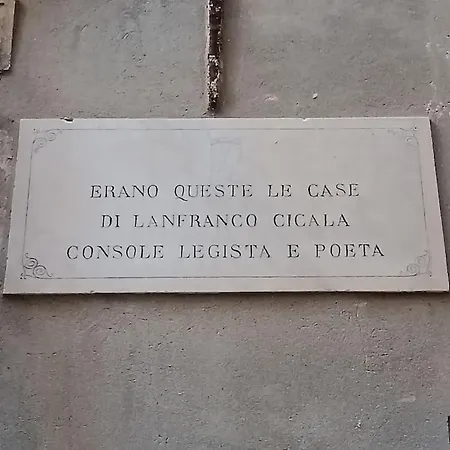 ERANO QUESTE LE CASE
DI LANFRANCO CICALA
CONSOLE LEGISTA E POETA